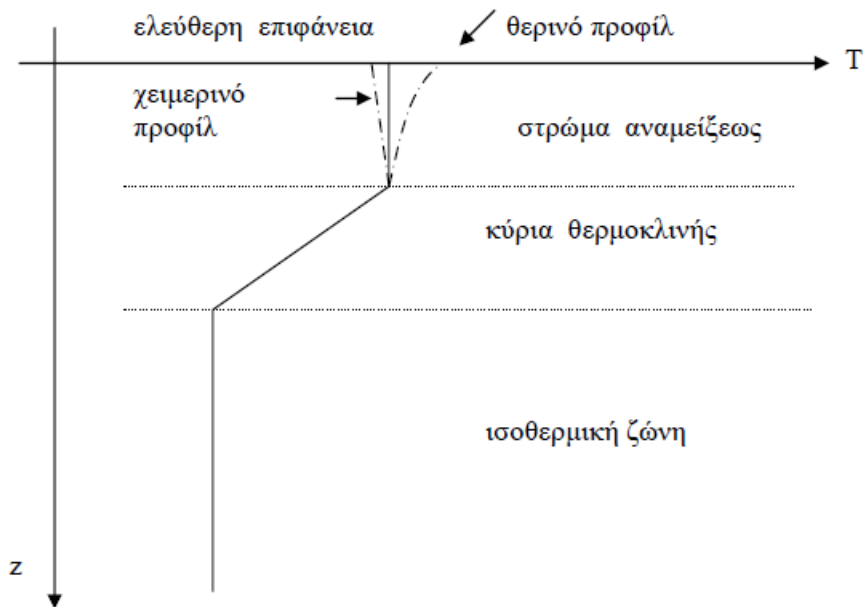 ελεύθερη επιφάνεια
θερινό προφίλ
T
χειμερινό
προφίλ
στρώμα αναμείξεως
κύρια θερμοκλινής
ισοθερμική ζώνη
z